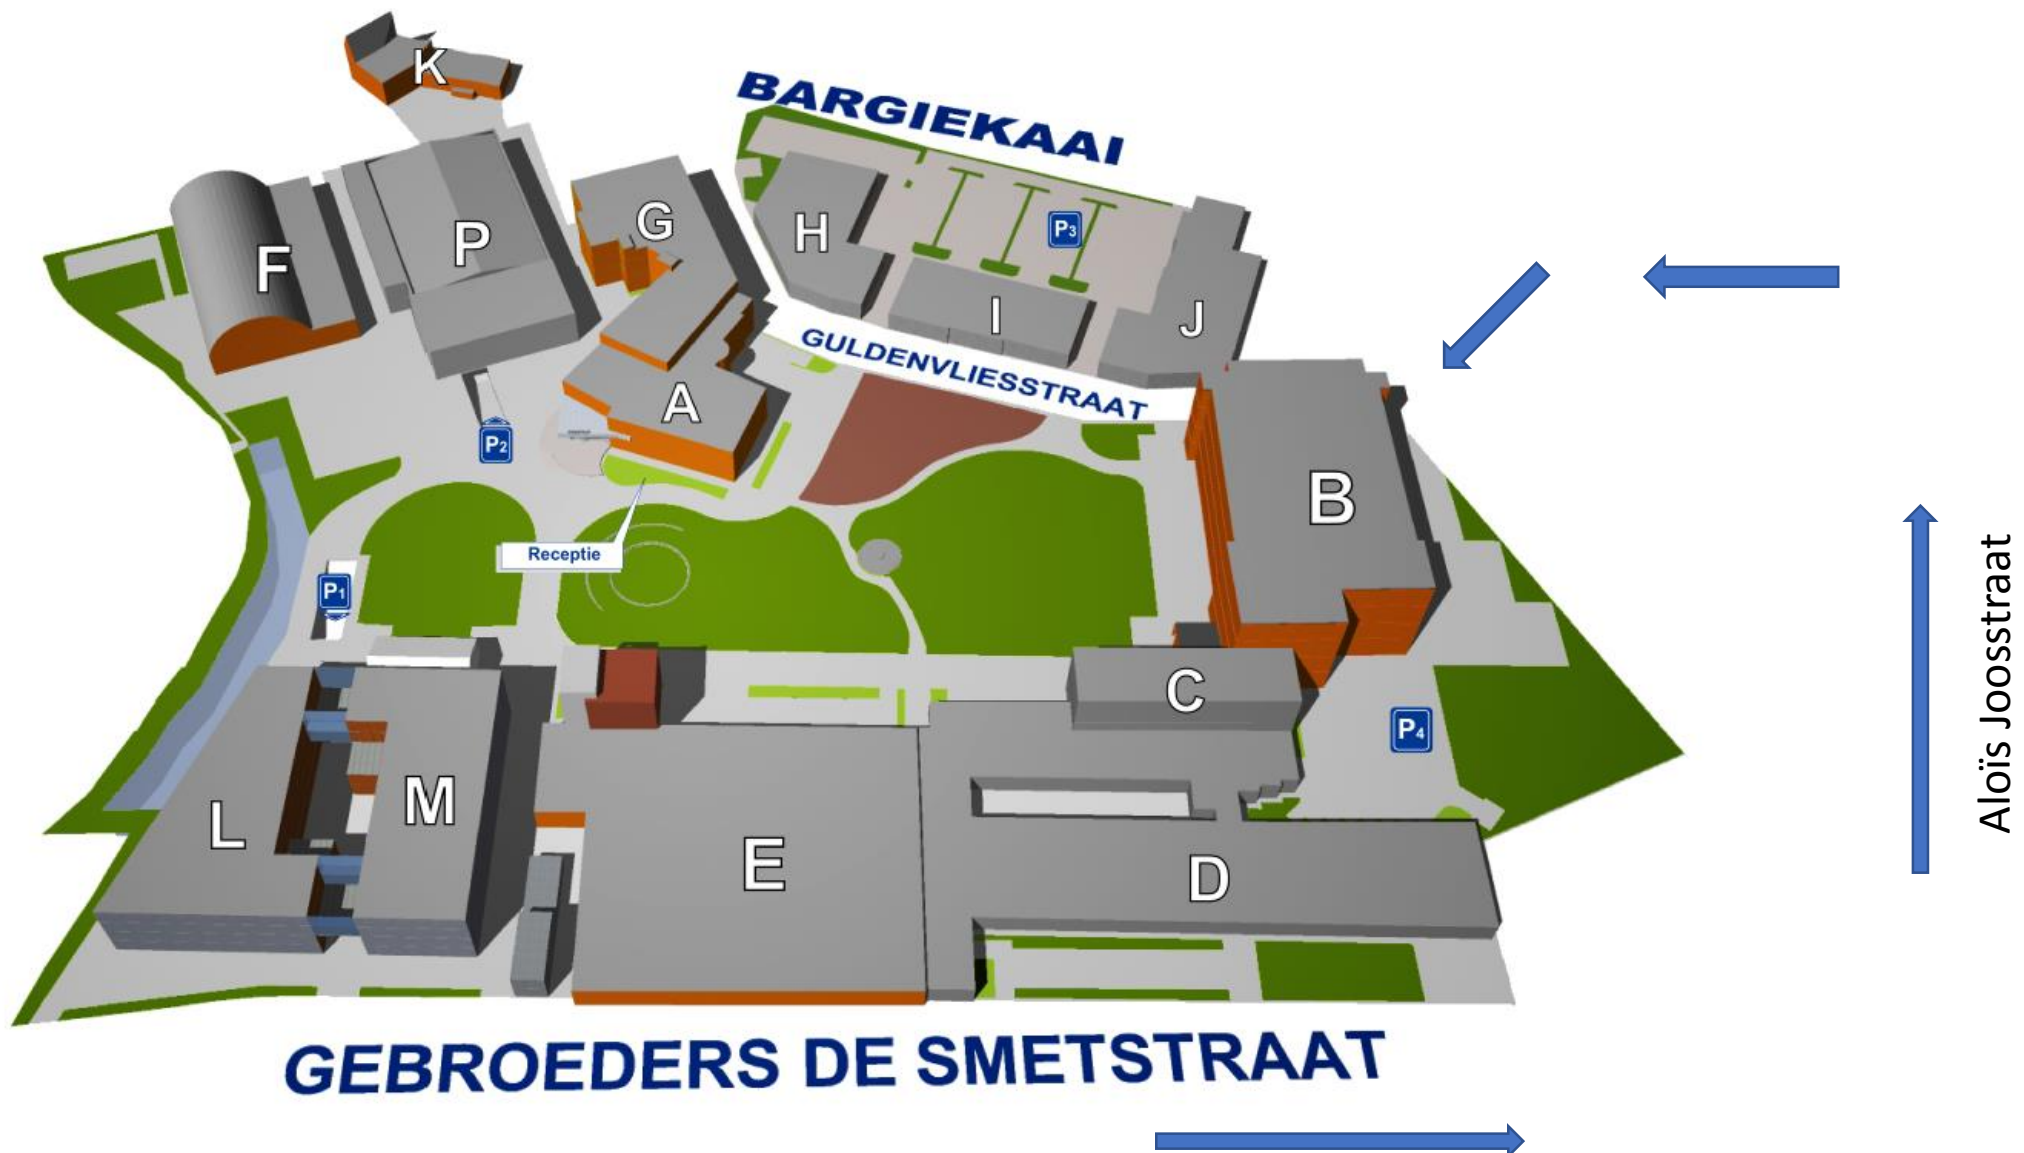 K
BARGIEKAAI
F
P
G
H
P3
I
J
GULDENVLIESSTRAAT
A
P2
B
Receptie
P1
C
P4
L
M
E
D
Aloïs Joosstraat
GEBROEDERS DE SMETSTRAAT